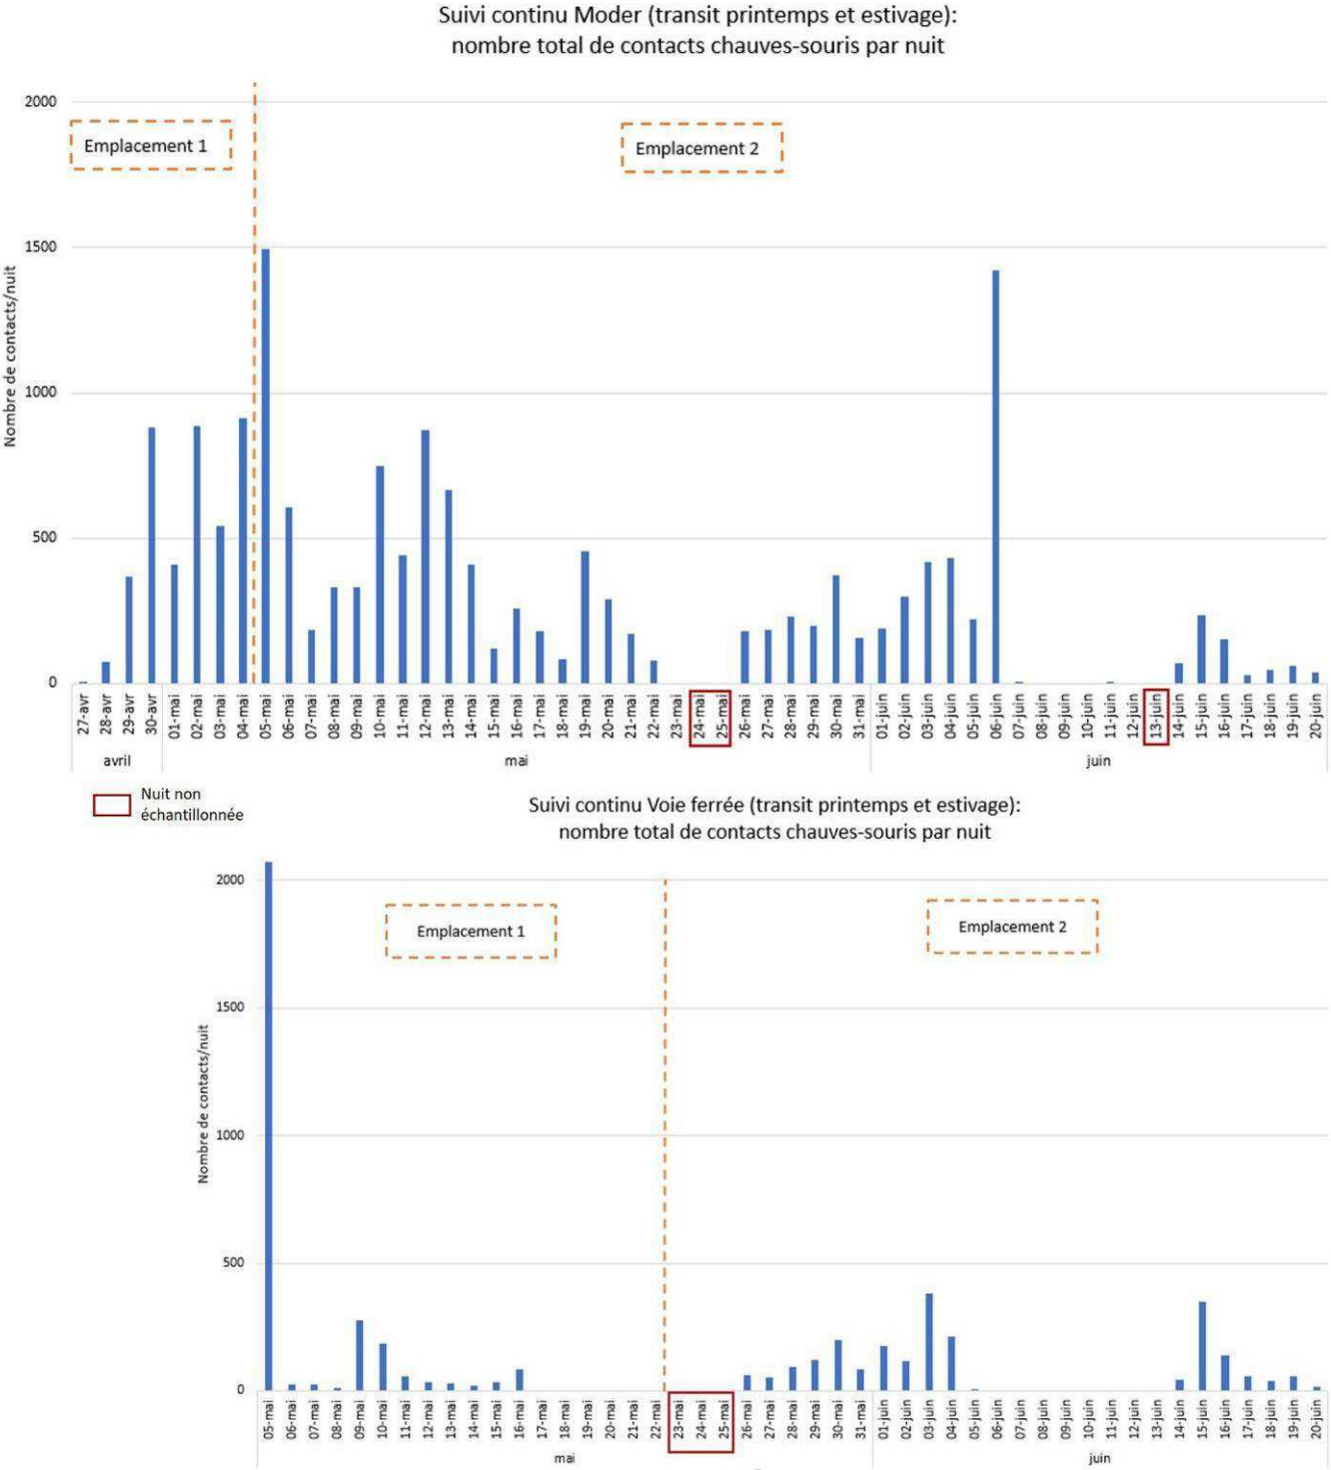 Suivi continu Moder (transit printemps et estivage):
nombre total de contacts chauves-souris par nuit
Nombre de contacts/nuit
2000
1500
1000
500
0
Emplacement 1
Emplacement 2
27-avr 28-avr 29-avr 30-avr 01-mai 02-mai 03-mai 04-mai 05-mai 06-mai 07-mai 08-mai 09-mai 10-mai 11-mai 12-mai 13-mai 14-mai 15-mai 16-mai 17-mai 18-mai 19-mai 20-mai 21-mai 22-mai 23-mai 24-mai 25-mai 26-mai 27-mai 28-mai 29-mai 30-mai 31-mai 01-juin 02-juin 03-juin 04-juin 05-juin 06-juin 07-juin 08-juin 09-juin 10-juin 11-juin 12-juin 13-juin 14-juin 15-juin 16-juin 17-juin 18-juin 19-juin 20-juin
avril mai juin
Nuit non
échantillonnée
Suivi continu Voie ferrée (transit printemps et estivage):
nombre total de contacts chauves-souris par nuit
Nombre de contacts/nuit
2000
1500
1000
500
0
Emplacement 1
Emplacement 2
05-mai 06-mai 07-mai 08-mai 09-mai 10-mai 11-mai 12-mai 13-mai 14-mai 15-mai 16-mai 17-mai 18-mai 19-mai 20-mai 21-mai 22-mai 23-mai 24-mai 25-mai 26-mai 27-mai 28-mai 29-mai 30-mai 31-mai 01-juin 02-juin 03-juin 04-juin 05-juin 06-juin 07-juin 08-juin 09-juin 10-juin 11-juin 12-juin 13-juin 14-juin 15-juin 16-juin 17-juin 18-juin 19-juin 20-juin
mai juin